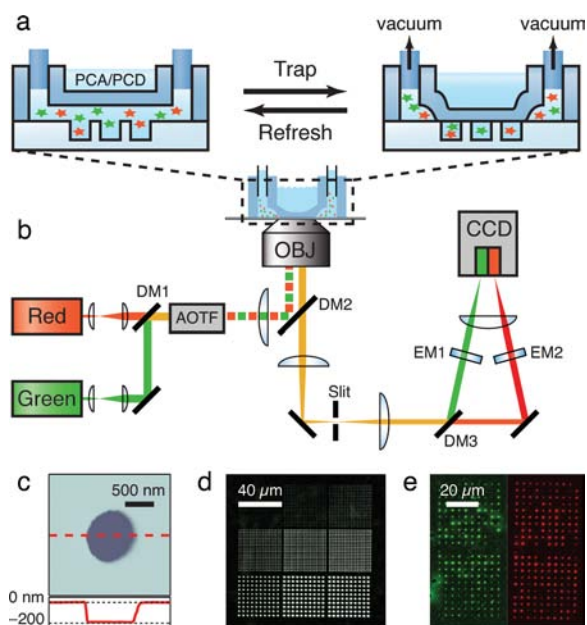 a
vacuum
vacuum
PCA/PCD
Trap
Refresh
b
OBJ
CCD
DM1
Red
AOTF
DM2
EM1
EM2
Green
Slit
DM3
c
500 nm
d
40 μm
e
20 μm
0 nm
−200